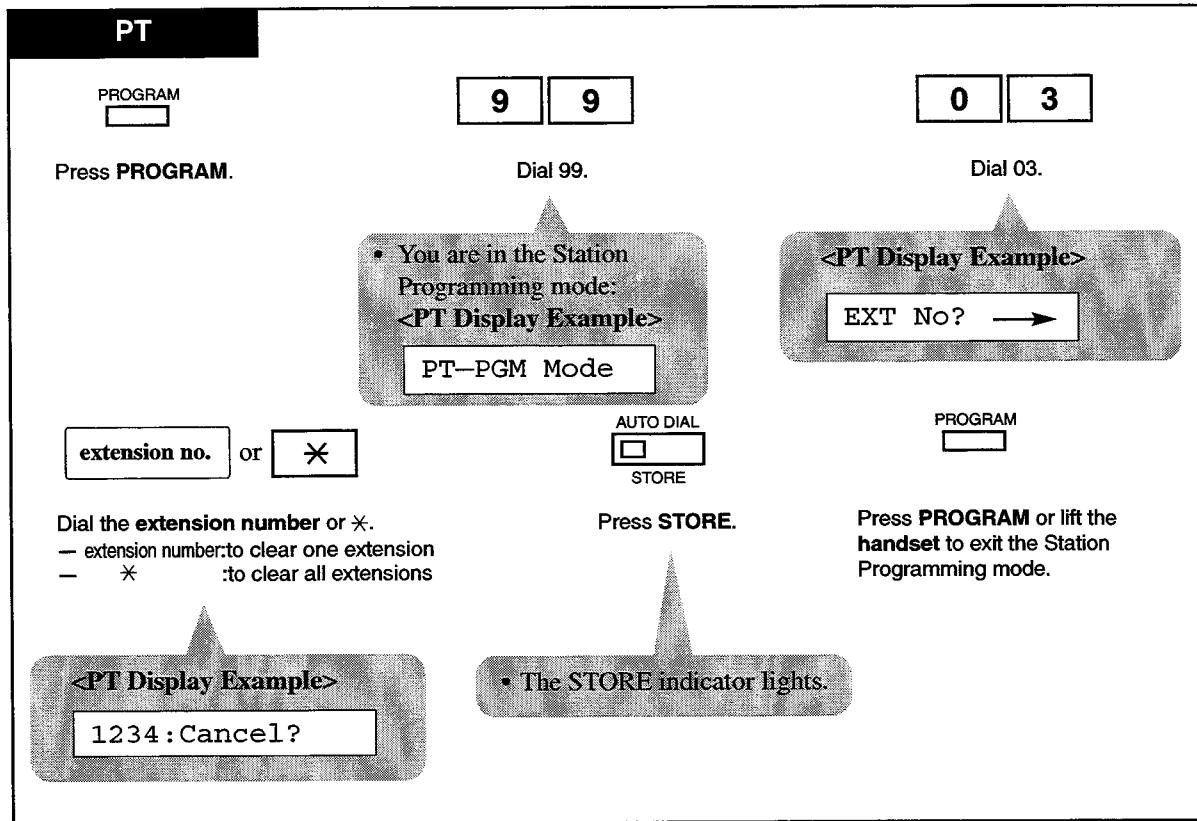 PT
PROGRAM
Press PROGRAM.
9 9
Dial 99.
• You are in the Station
Programming mode:
<PT Display Example>
PT—PGM Mode
0 3
Dial 03.
<PT Display Example>
EXT No? →
extension no. or ✳
Dial the extension number or ✳.
— extension number:to clear one extension
— ✳ :to clear all extensions
<PT Display Example>
1234:Cancel?
AUTO DIAL
STORE
Press STORE.
• The STORE indicator lights.
PROGRAM
Press PROGRAM or lift the
handset to exit the Station
Programming mode.